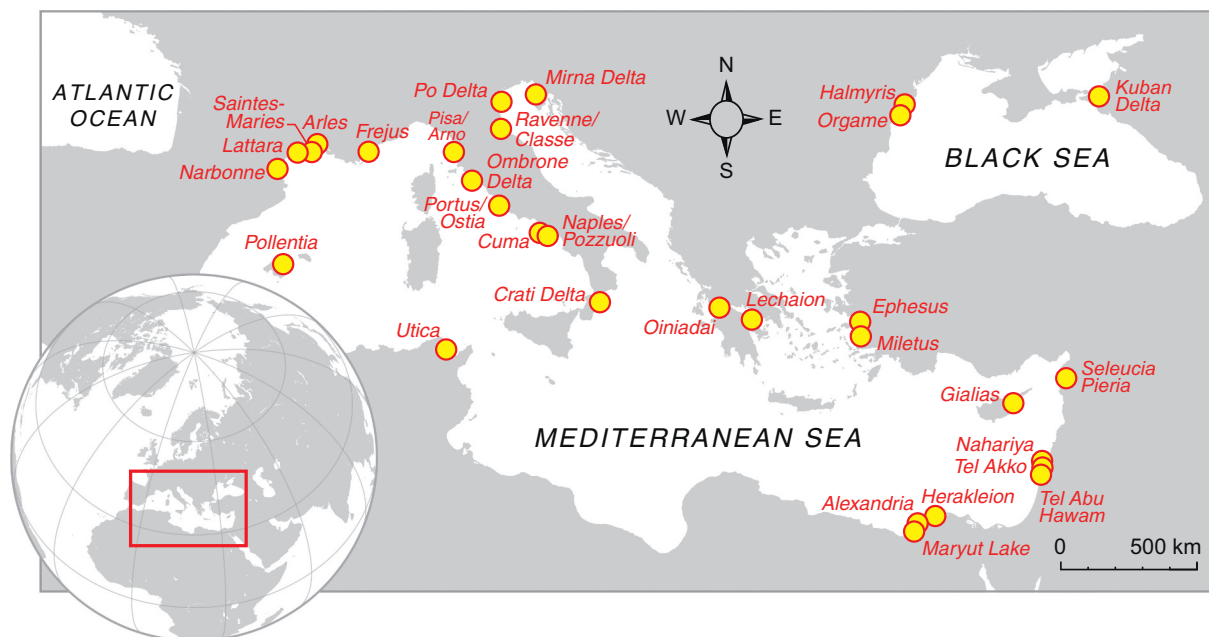 ATLANTIC
OCEAN
Saintes-
Maries
Arles
Lattara
Narbonne
Frejus
Pisa/
Arno
Po Delta
Mirna Delta
Ravenne/
Classe
Ombrone
Delta
Portus/
Ostia
Cuma
Naples/
Pozzuoli
Pollentia
Crati Delta
Utica
N
W
E
S
Halmyris
Orgame
Kuban
Delta
BLACK SEA
Oiniadai
Lechaion
Ephesus
Miletus
Seleucia
Pieria
Gialias
MEDITERRANEAN SEA
Nahariya
Tel Akko
Tel Abu
Hawam
Alexandria
Herakleion
Maryut Lake
0 500 km